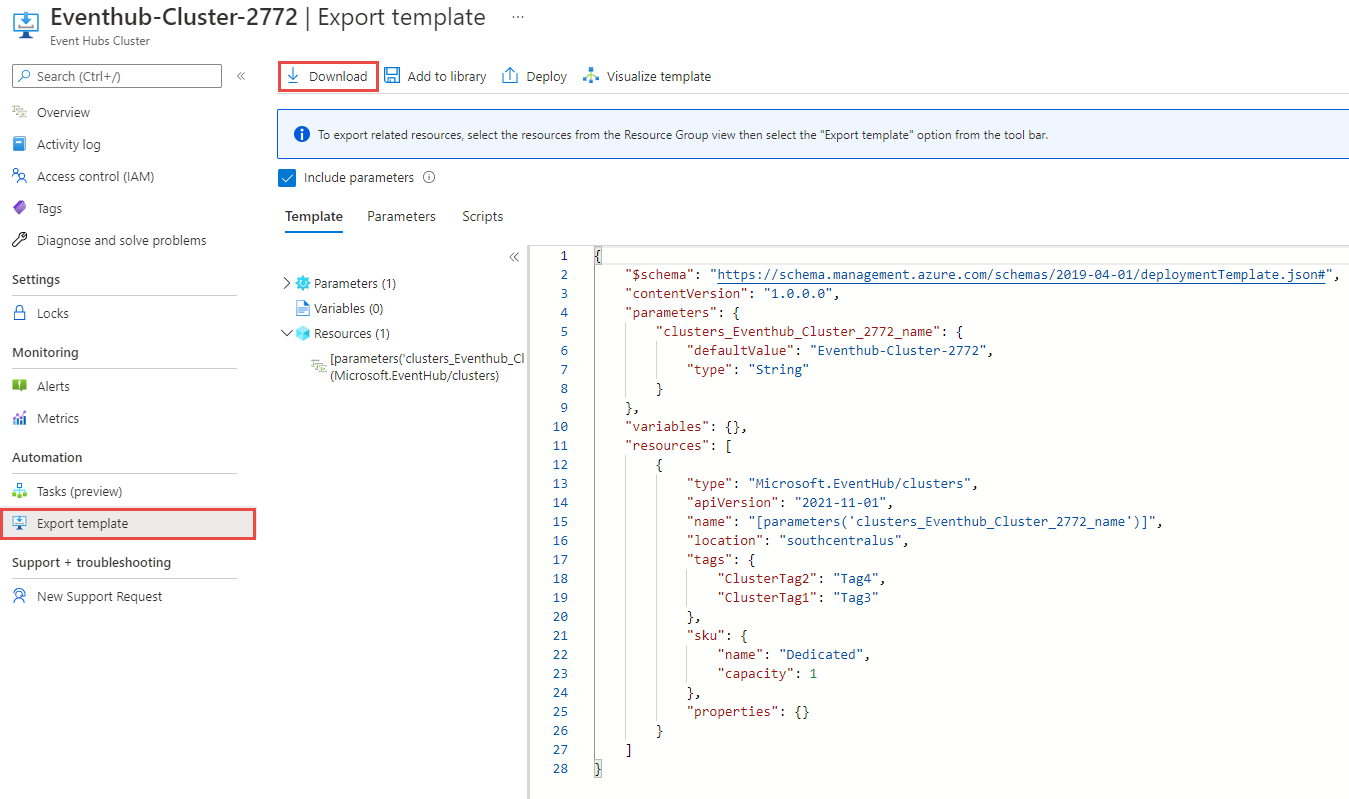 Eventhub-Cluster-2772 | Export template ...
Event Hubs Cluster
Search (Ctrl+/)
«
Overview
Activity log
Access control (IAM)
Tags
Diagnose and solve problems
Settings
Locks
Monitoring
Alerts
Metrics
Automation
Tasks (preview)
Export template
Support + troubleshooting
New Support Request
Download Add to library Deploy Visualize template
To export related resources, select the resources from the Resource Group view then select the "Export template" option from the tool bar.
Include parameters
Template Parameters Scripts
«
Parameters (1)
Variables (0)
Resources (1)
[parameters('clusters_Eventhub_Cl
(Microsoft.EventHub/clusters)
1 {
2 "$schema": "https://schema.management.azure.com/schemas/2019-04-01/deploymentTemplate.json#",
3 "contentVersion": "1.0.0.0",
4 "parameters": {
5 "clusters_Eventhub_Cluster_2772_name": {
6 "defaultValue": "Eventhub-Cluster-2772",
7 "type": "String"
8 }
9 },
10 "variables": {},
11 "resources": [
12 {
13 "type": "Microsoft.EventHub/clusters",
14 "apiVersion": "2021-11-01",
15 "name": "[parameters('clusters_Eventhub_Cluster_2772_name')]",
16 "location": "southcentralus",
17 "tags": {
18 "ClusterTag2": "Tag4",
19 "ClusterTag1": "Tag3"
20 },
21 "sku": {
22 "name": "Dedicated",
23 "capacity": 1
24 },
25 "properties": {}
26 }
27 ]
28 }